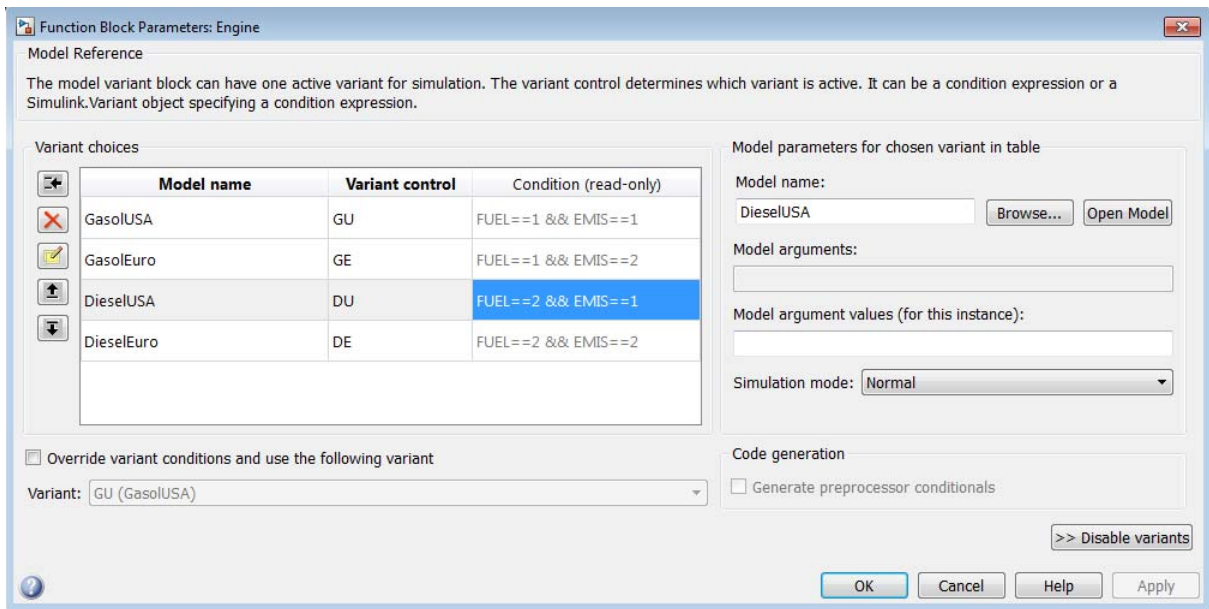 Function Block Parameters: Engine
Model Reference
The model variant block can have one active variant for simulation. The variant control determines which variant is active. It can be a condition expression or a
Simulink.Variant object specifying a condition expression.
Variant choices
Model name Variant control Condition (read-only)
GasolUSA GU FUEL==1 && EMIS==1
GasolEuro GE FUEL==1 && EMIS==2
DieselUSA DU FUEL==2 && EMIS==1
DieselEuro DE FUEL==2 && EMIS==2
Override variant conditions and use the following variant
Variant: GU (GasolUSA)
Model parameters for chosen variant in table
Model name:
DieselUSA Browse... Open Model
Model arguments:
Model argument values (for this instance):
Simulation mode: Normal
Code generation
Generate preprocessor conditionals
>> Disable variants
? OK Cancel Help Apply